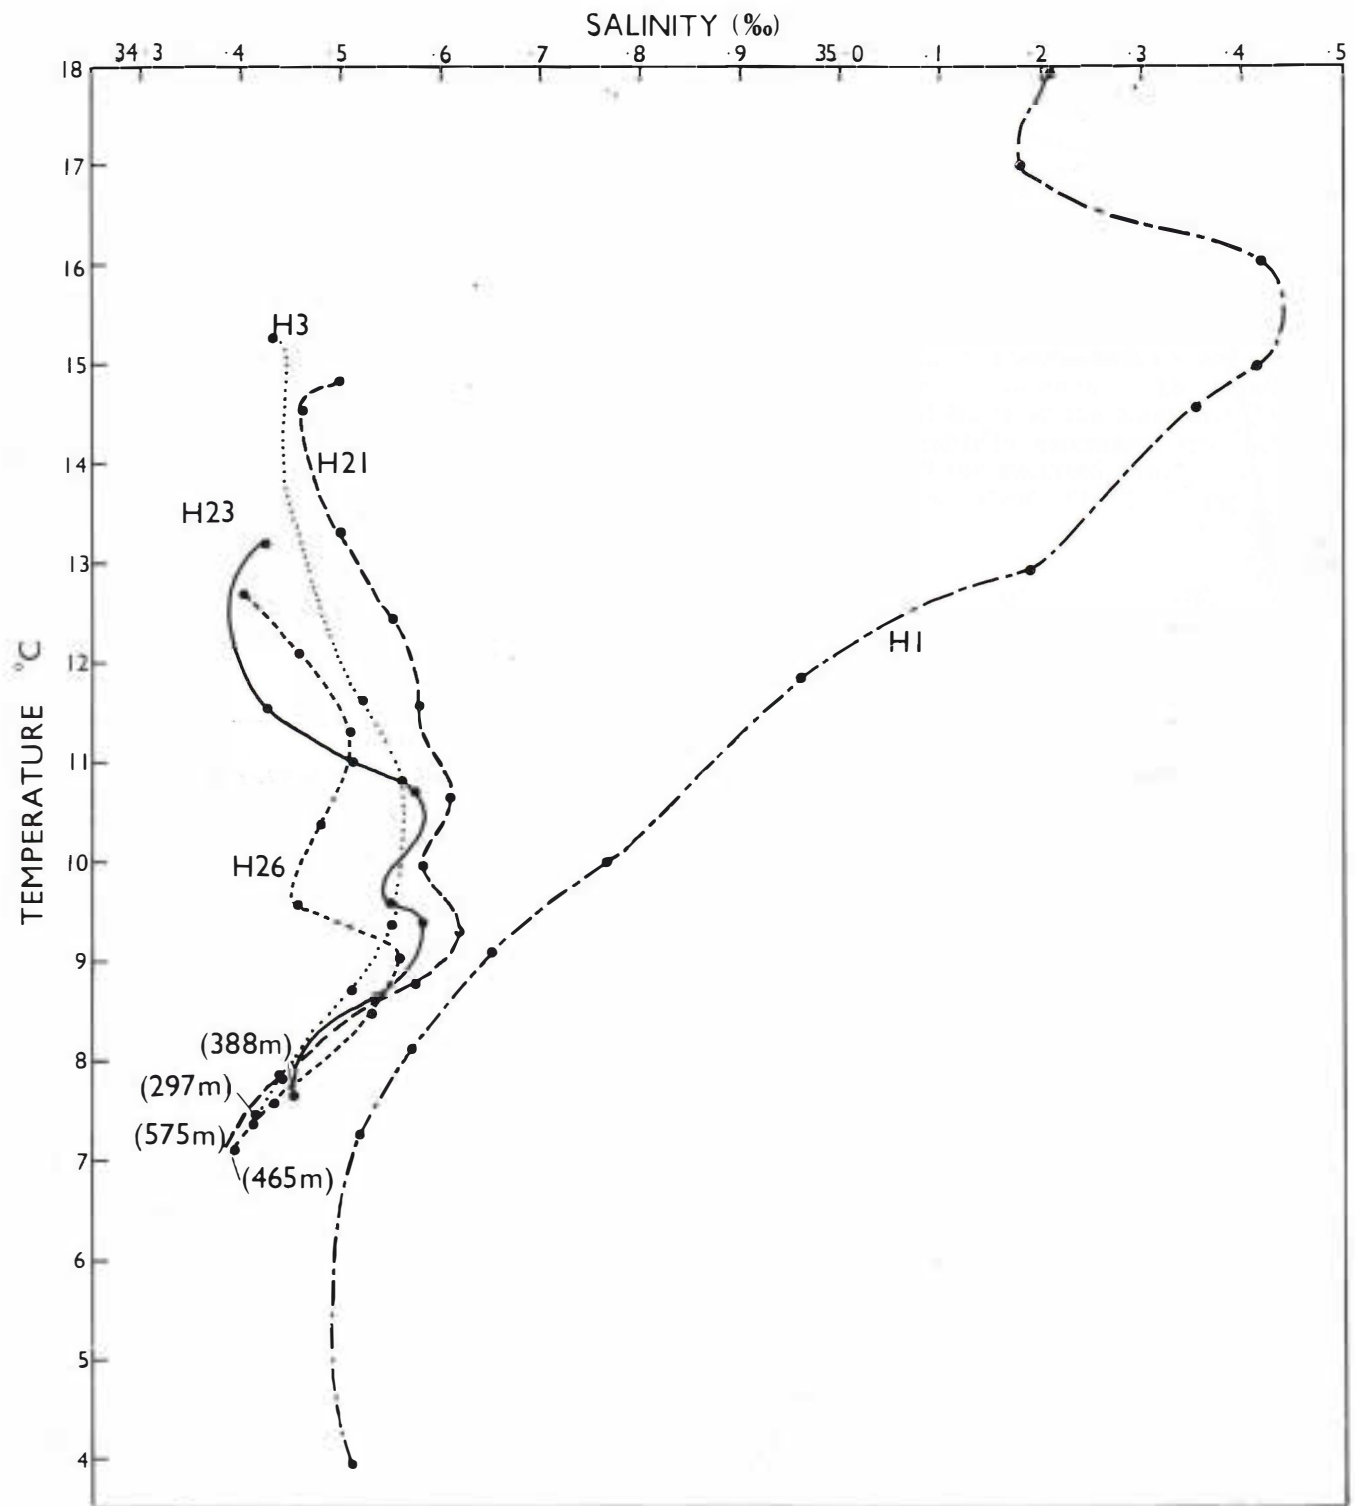 SALINITY (‰)
34·3 ·4 ·5 ·6 ·7 ·8 ·9 35·0 ·1 ·2 ·3 ·4 ·5
18
17
16
H3
15
H21
14
H23
13
H1
12
TEMPERATURE °C
11
H26
10
9
(388m)
8
(297m)
(575m)
7
(465m)
6
5
4